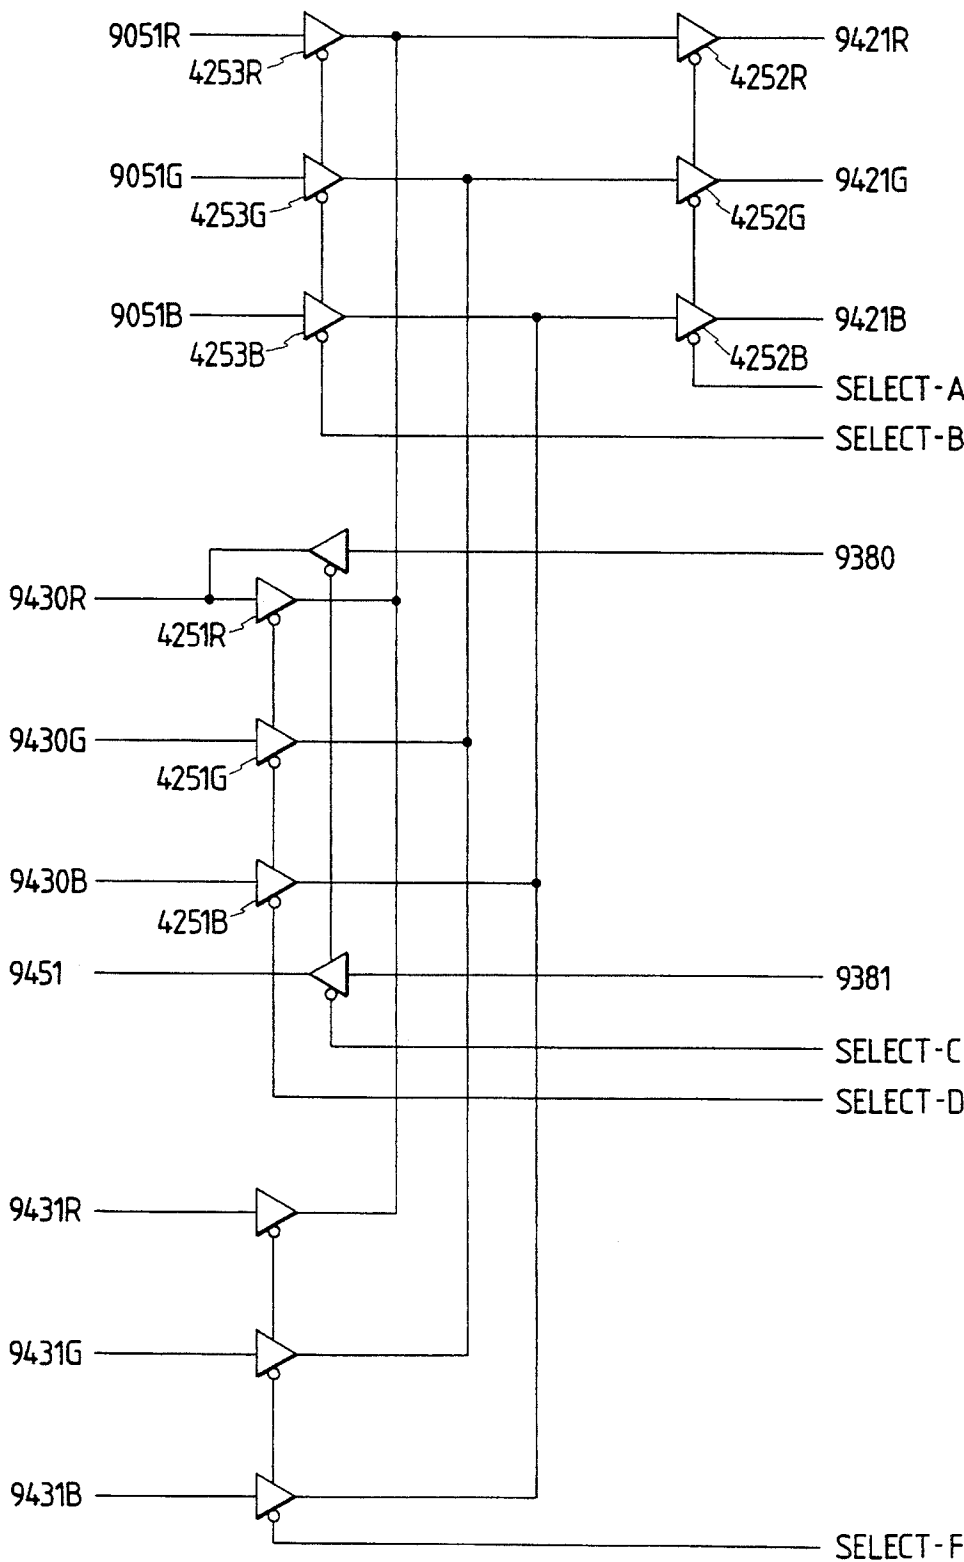 9051R
9421R
4253R
4252R
9051G
9421G
4253G
4252G
9051B
9421B
4253B
4252B
SELECT-A
SELECT-B
9380
9430R
4251R
9430G
4251G
9430B
4251B
9451
9381
SELECT-C
SELECT-D
9431R
9431G
9431B
SELECT-F